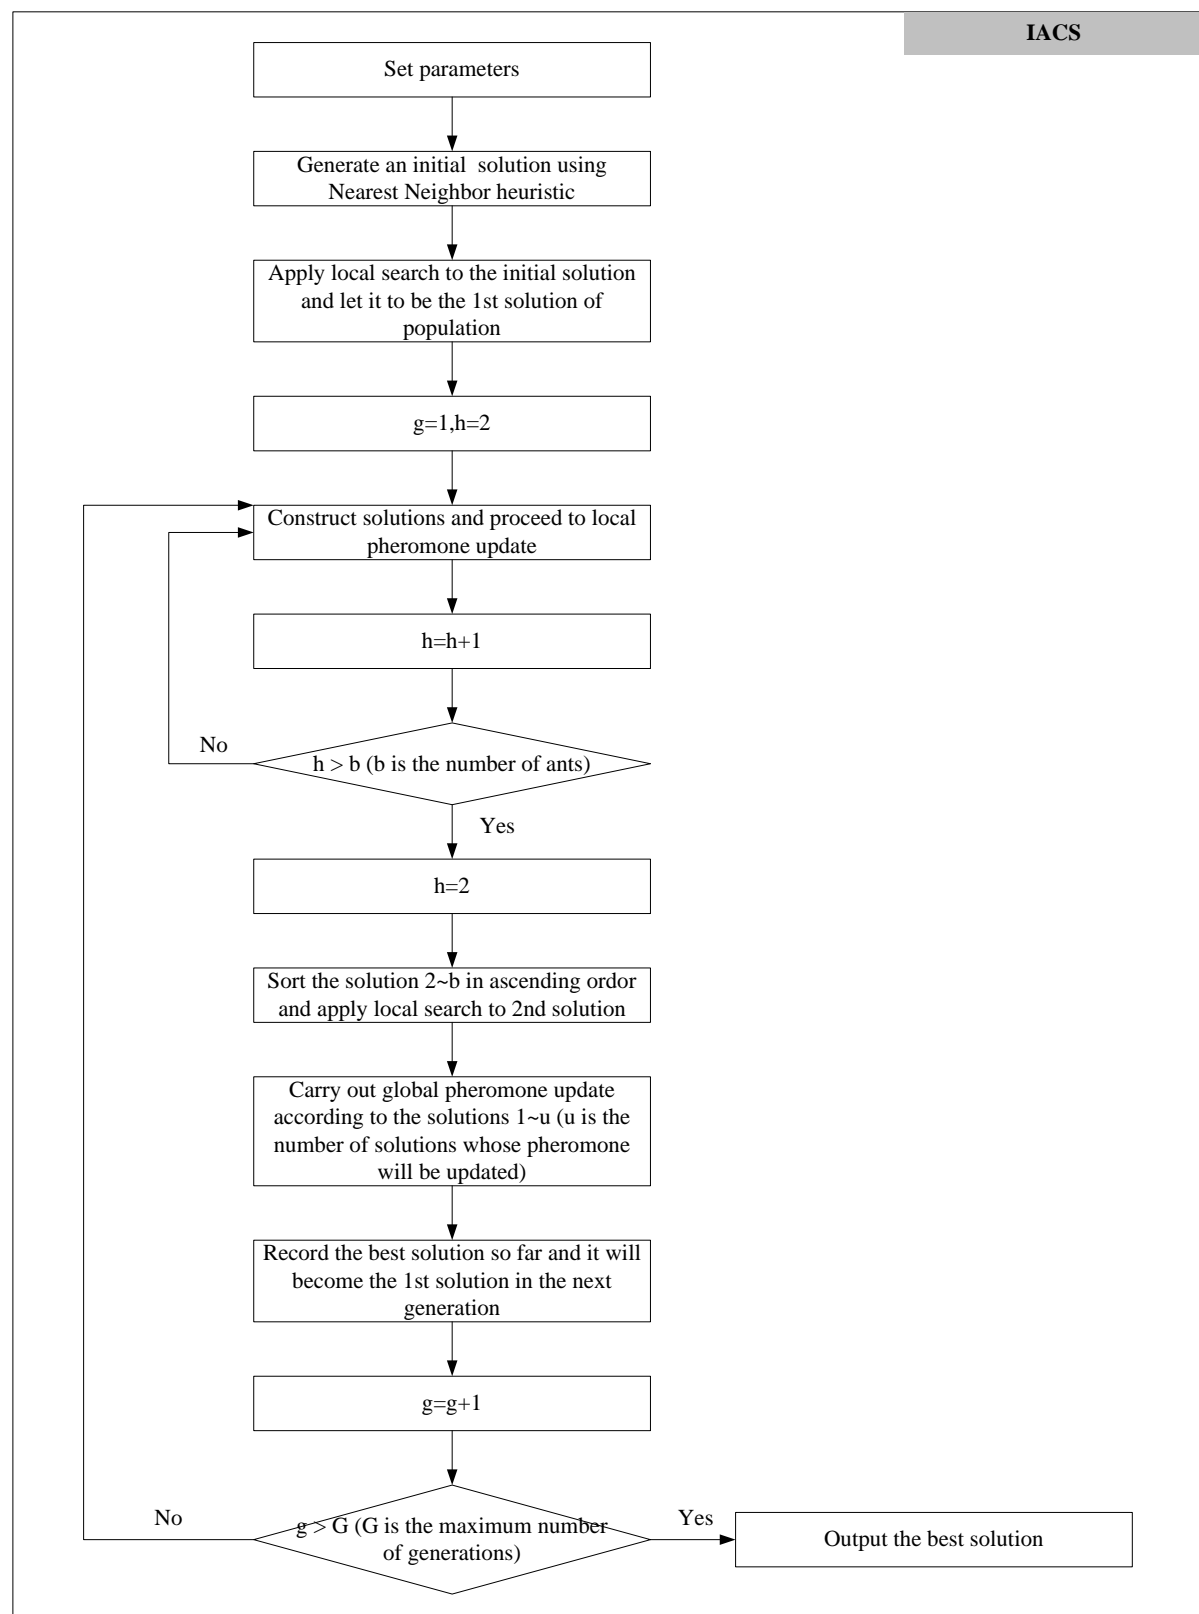 IACS
Set parameters
Generate an initial solution using
Nearest Neighbor heuristic
Apply local search to the initial solution
and let it to be the 1st solution of
population
g=1,h=2
Construct solutions and proceed to local
pheromone update
h=h+1
No
h > b (b is the number of ants)
Yes
h=2
Sort the solution 2~b in ascending ordor
and apply local search to 2nd solution
Carry out global pheromone update
according to the solutions 1~u (u is the
number of solutions whose pheromone
will be updated)
Record the best solution so far and it will
become the 1st solution in the next
generation
g=g+1
No
g > G (G is the maximum number
of generations)
Yes
Output the best solution